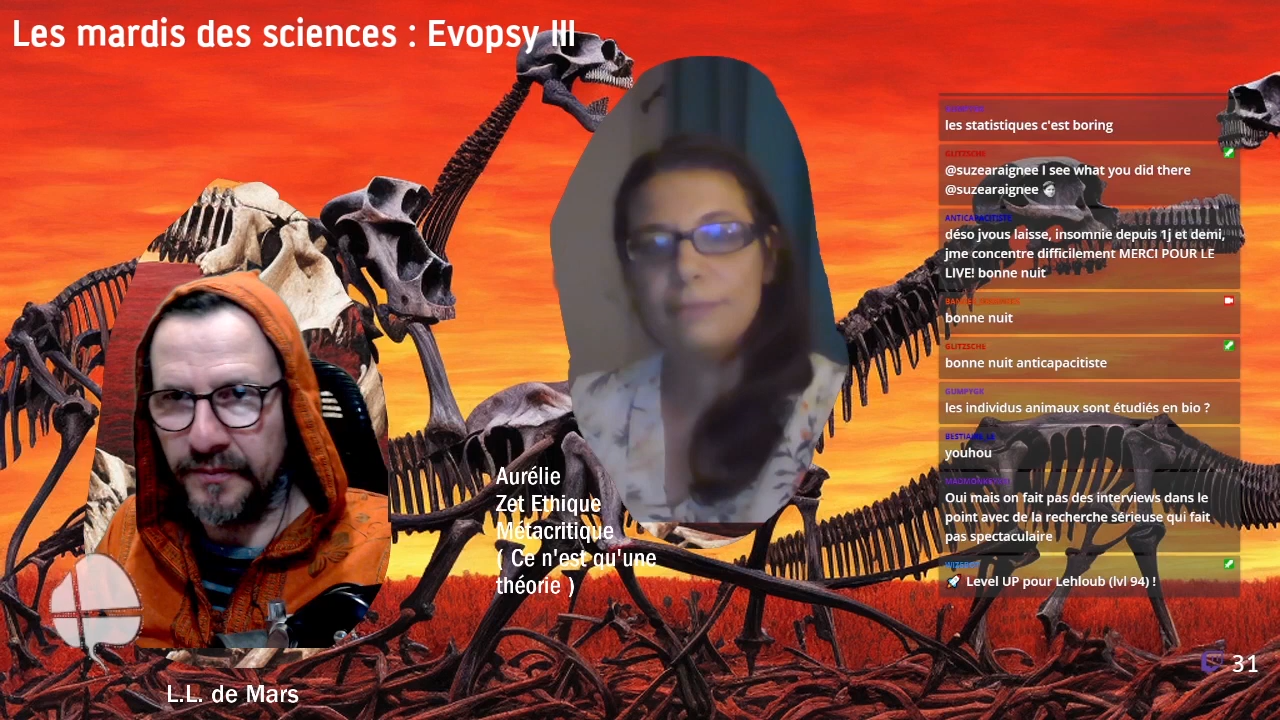 Les mardis des sciences : Evopsy III
les statistiques c'est boring
GLITZSCHE
@suzearaignee I see what you did there
@suzearaignee
ANTICAPACITISTE
déso jvous laisse, insomnie depuis 1j et demi,
jme concentre difficilement MERCI POUR LE
LIVE! bonne nuit
bonne nuit
GLITZSCHE
bonne nuit anticapacitiste
GUMPYGR
les individus animaux sont étudiés en bio ?
youhou
Oui mais on fait pas des interviews dans le
point avec de la recherche sérieuse qui fait
pas spectaculaire
Level UP pour Lehloub (lvl 94) !
Aurélie
Zet Ethique
Métacritique
( Ce n'est qu'une
théorie )
31
L.L. de Mars